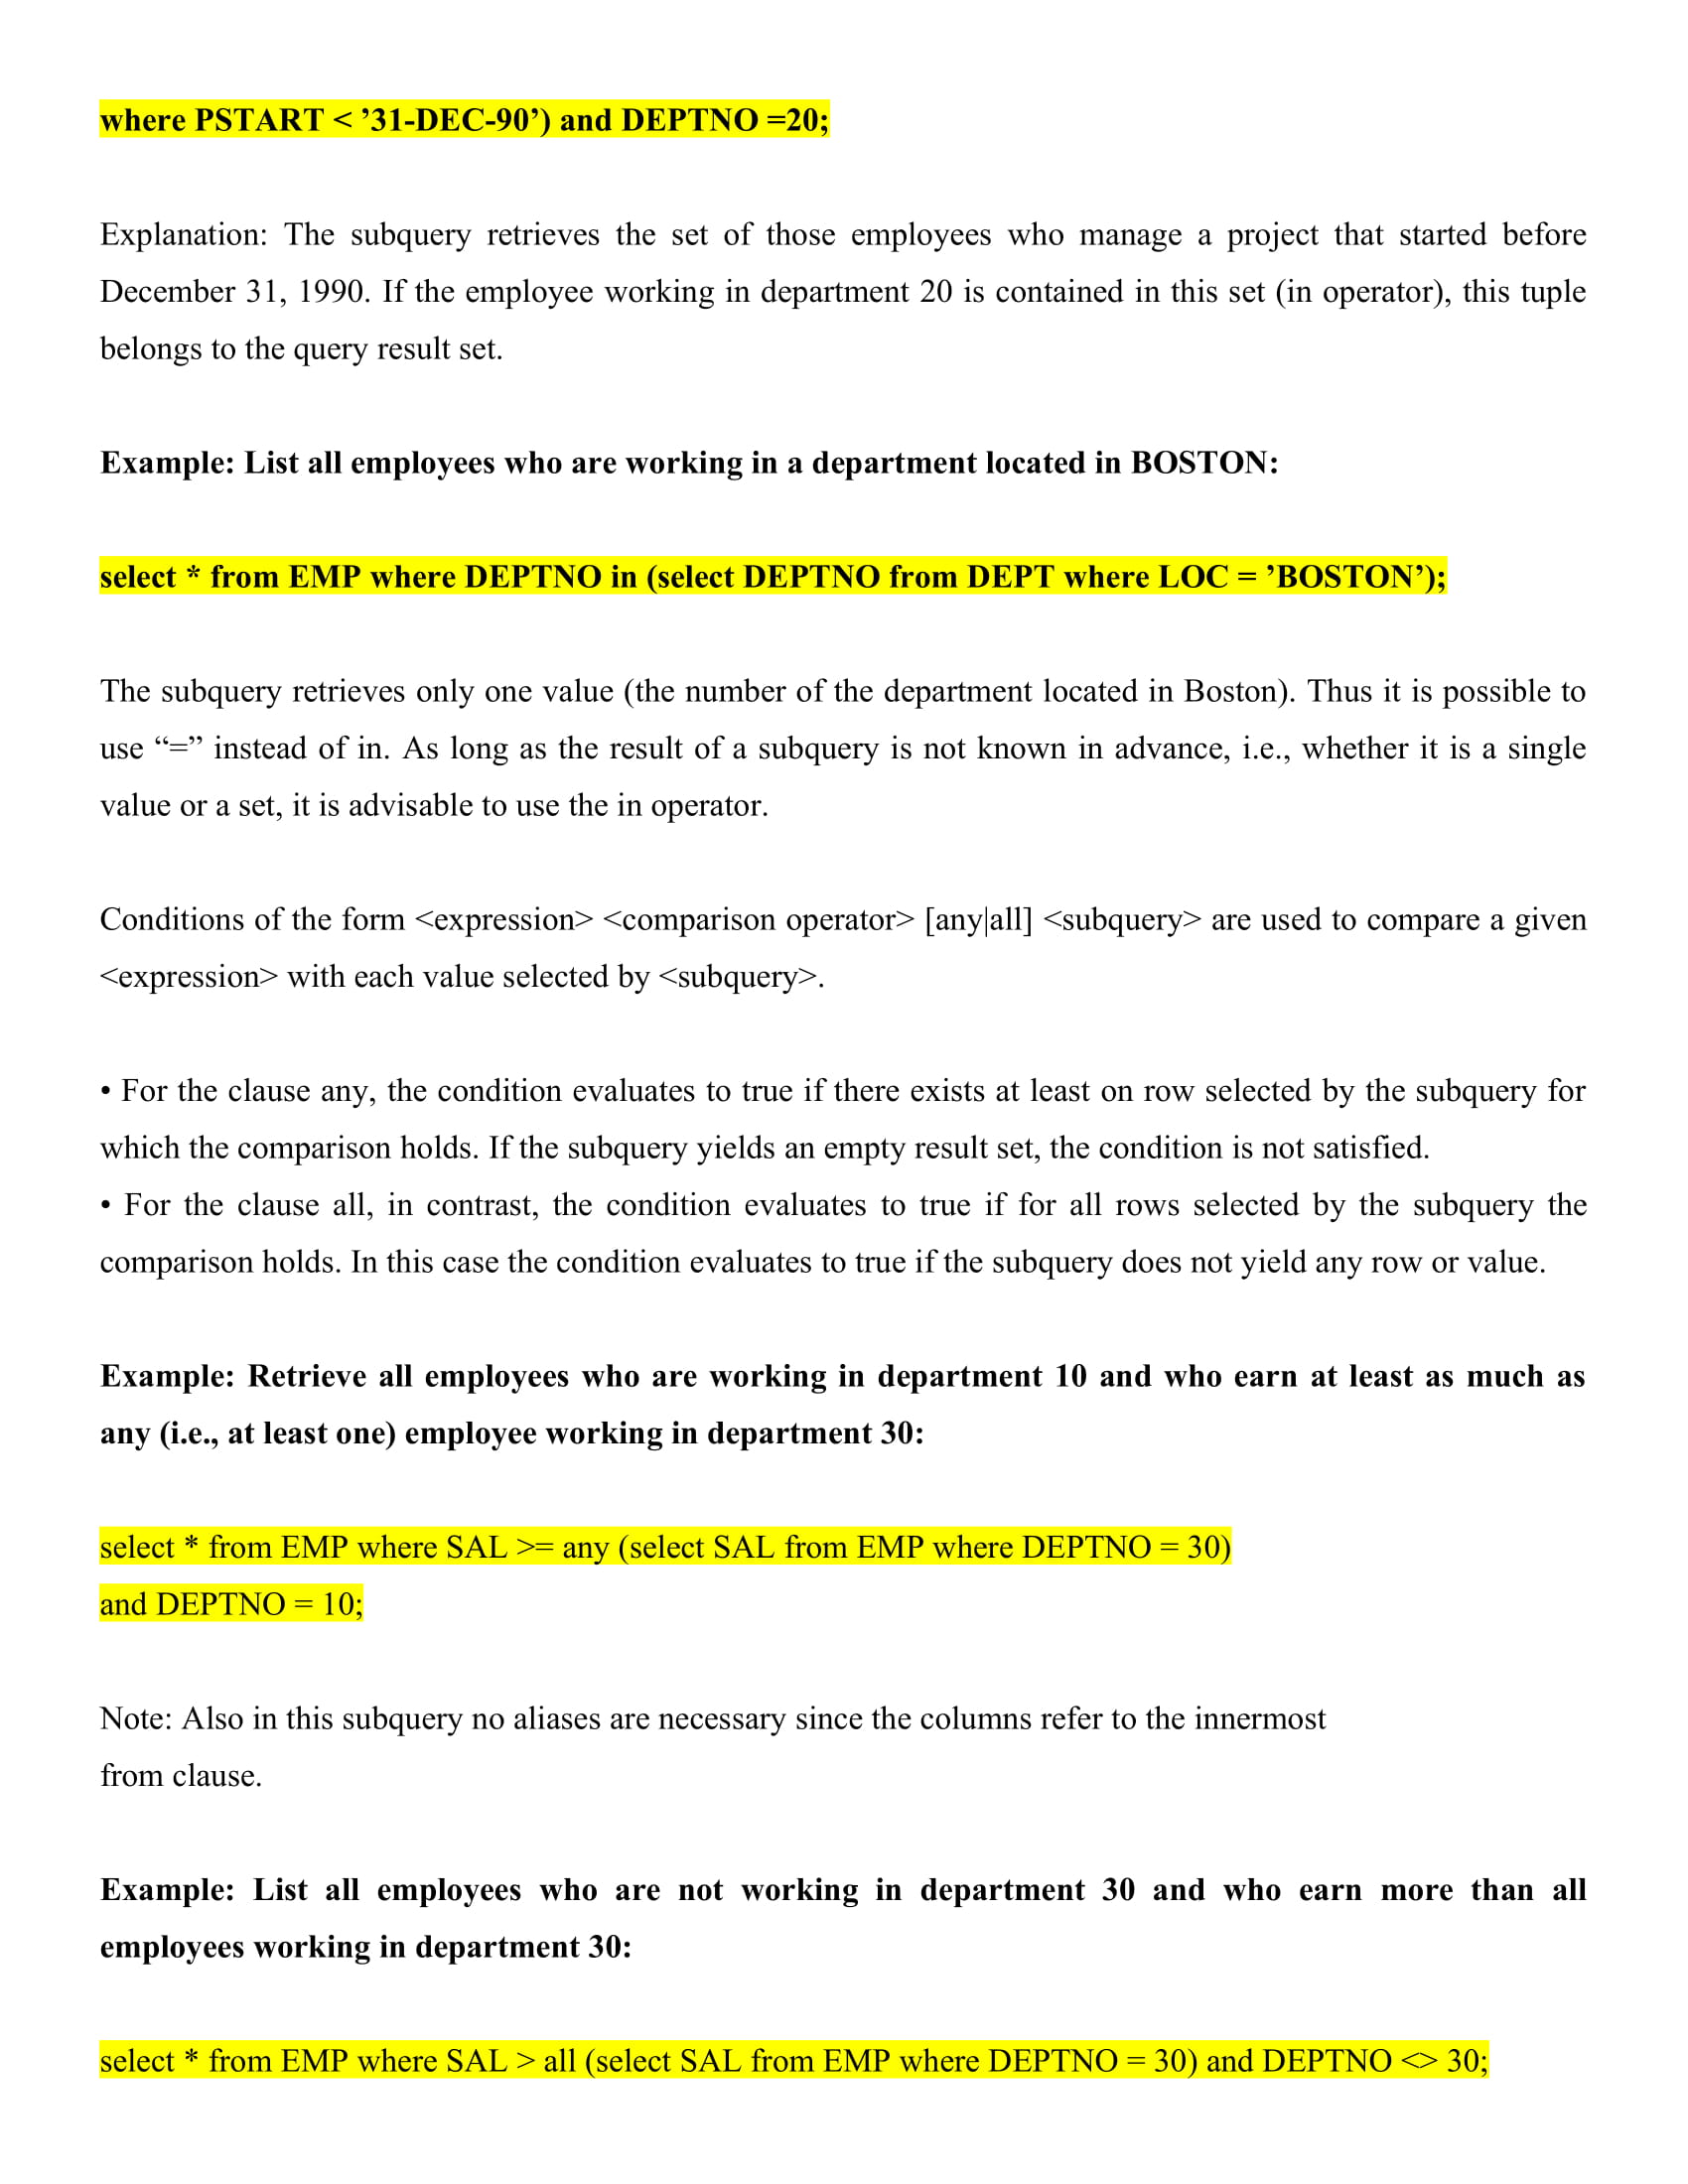 where PSTART < ’31-DEC-90’) and DEPTNO =20;
Explanation: The subquery retrieves the set of those employees who manage a project that started before
December 31, 1990. If the employee working in department 20 is contained in this set (in operator), this tuple
belongs to the query result set.
Example: List all employees who are working in a department located in BOSTON:
select * from EMP where DEPTNO in (select DEPTNO from DEPT where LOC = ’BOSTON’);
The subquery retrieves only one value (the number of the department located in Boston). Thus it is possible to
use “=” instead of in. As long as the result of a subquery is not known in advance, i.e., whether it is a single
value or a set, it is advisable to use the in operator.
Conditions of the form <expression> <comparison operator> [any|all] <subquery> are used to compare a given
<expression> with each value selected by <subquery>.
• For the clause any, the condition evaluates to true if there exists at least on row selected by the subquery for
which the comparison holds. If the subquery yields an empty result set, the condition is not satisfied.
• For the clause all, in contrast, the condition evaluates to true if for all rows selected by the subquery the
comparison holds. In this case the condition evaluates to true if the subquery does not yield any row or value.
Example: Retrieve all employees who are working in department 10 and who earn at least as much as
any (i.e., at least one) employee working in department 30:
select * from EMP where SAL >= any (select SAL from EMP where DEPTNO = 30)
and DEPTNO = 10;
Note: Also in this subquery no aliases are necessary since the columns refer to the innermost
from clause.
Example: List all employees who are not working in department 30 and who earn more than all
employees working in department 30:
select * from EMP where SAL > all (select SAL from EMP where DEPTNO = 30) and DEPTNO <> 30;